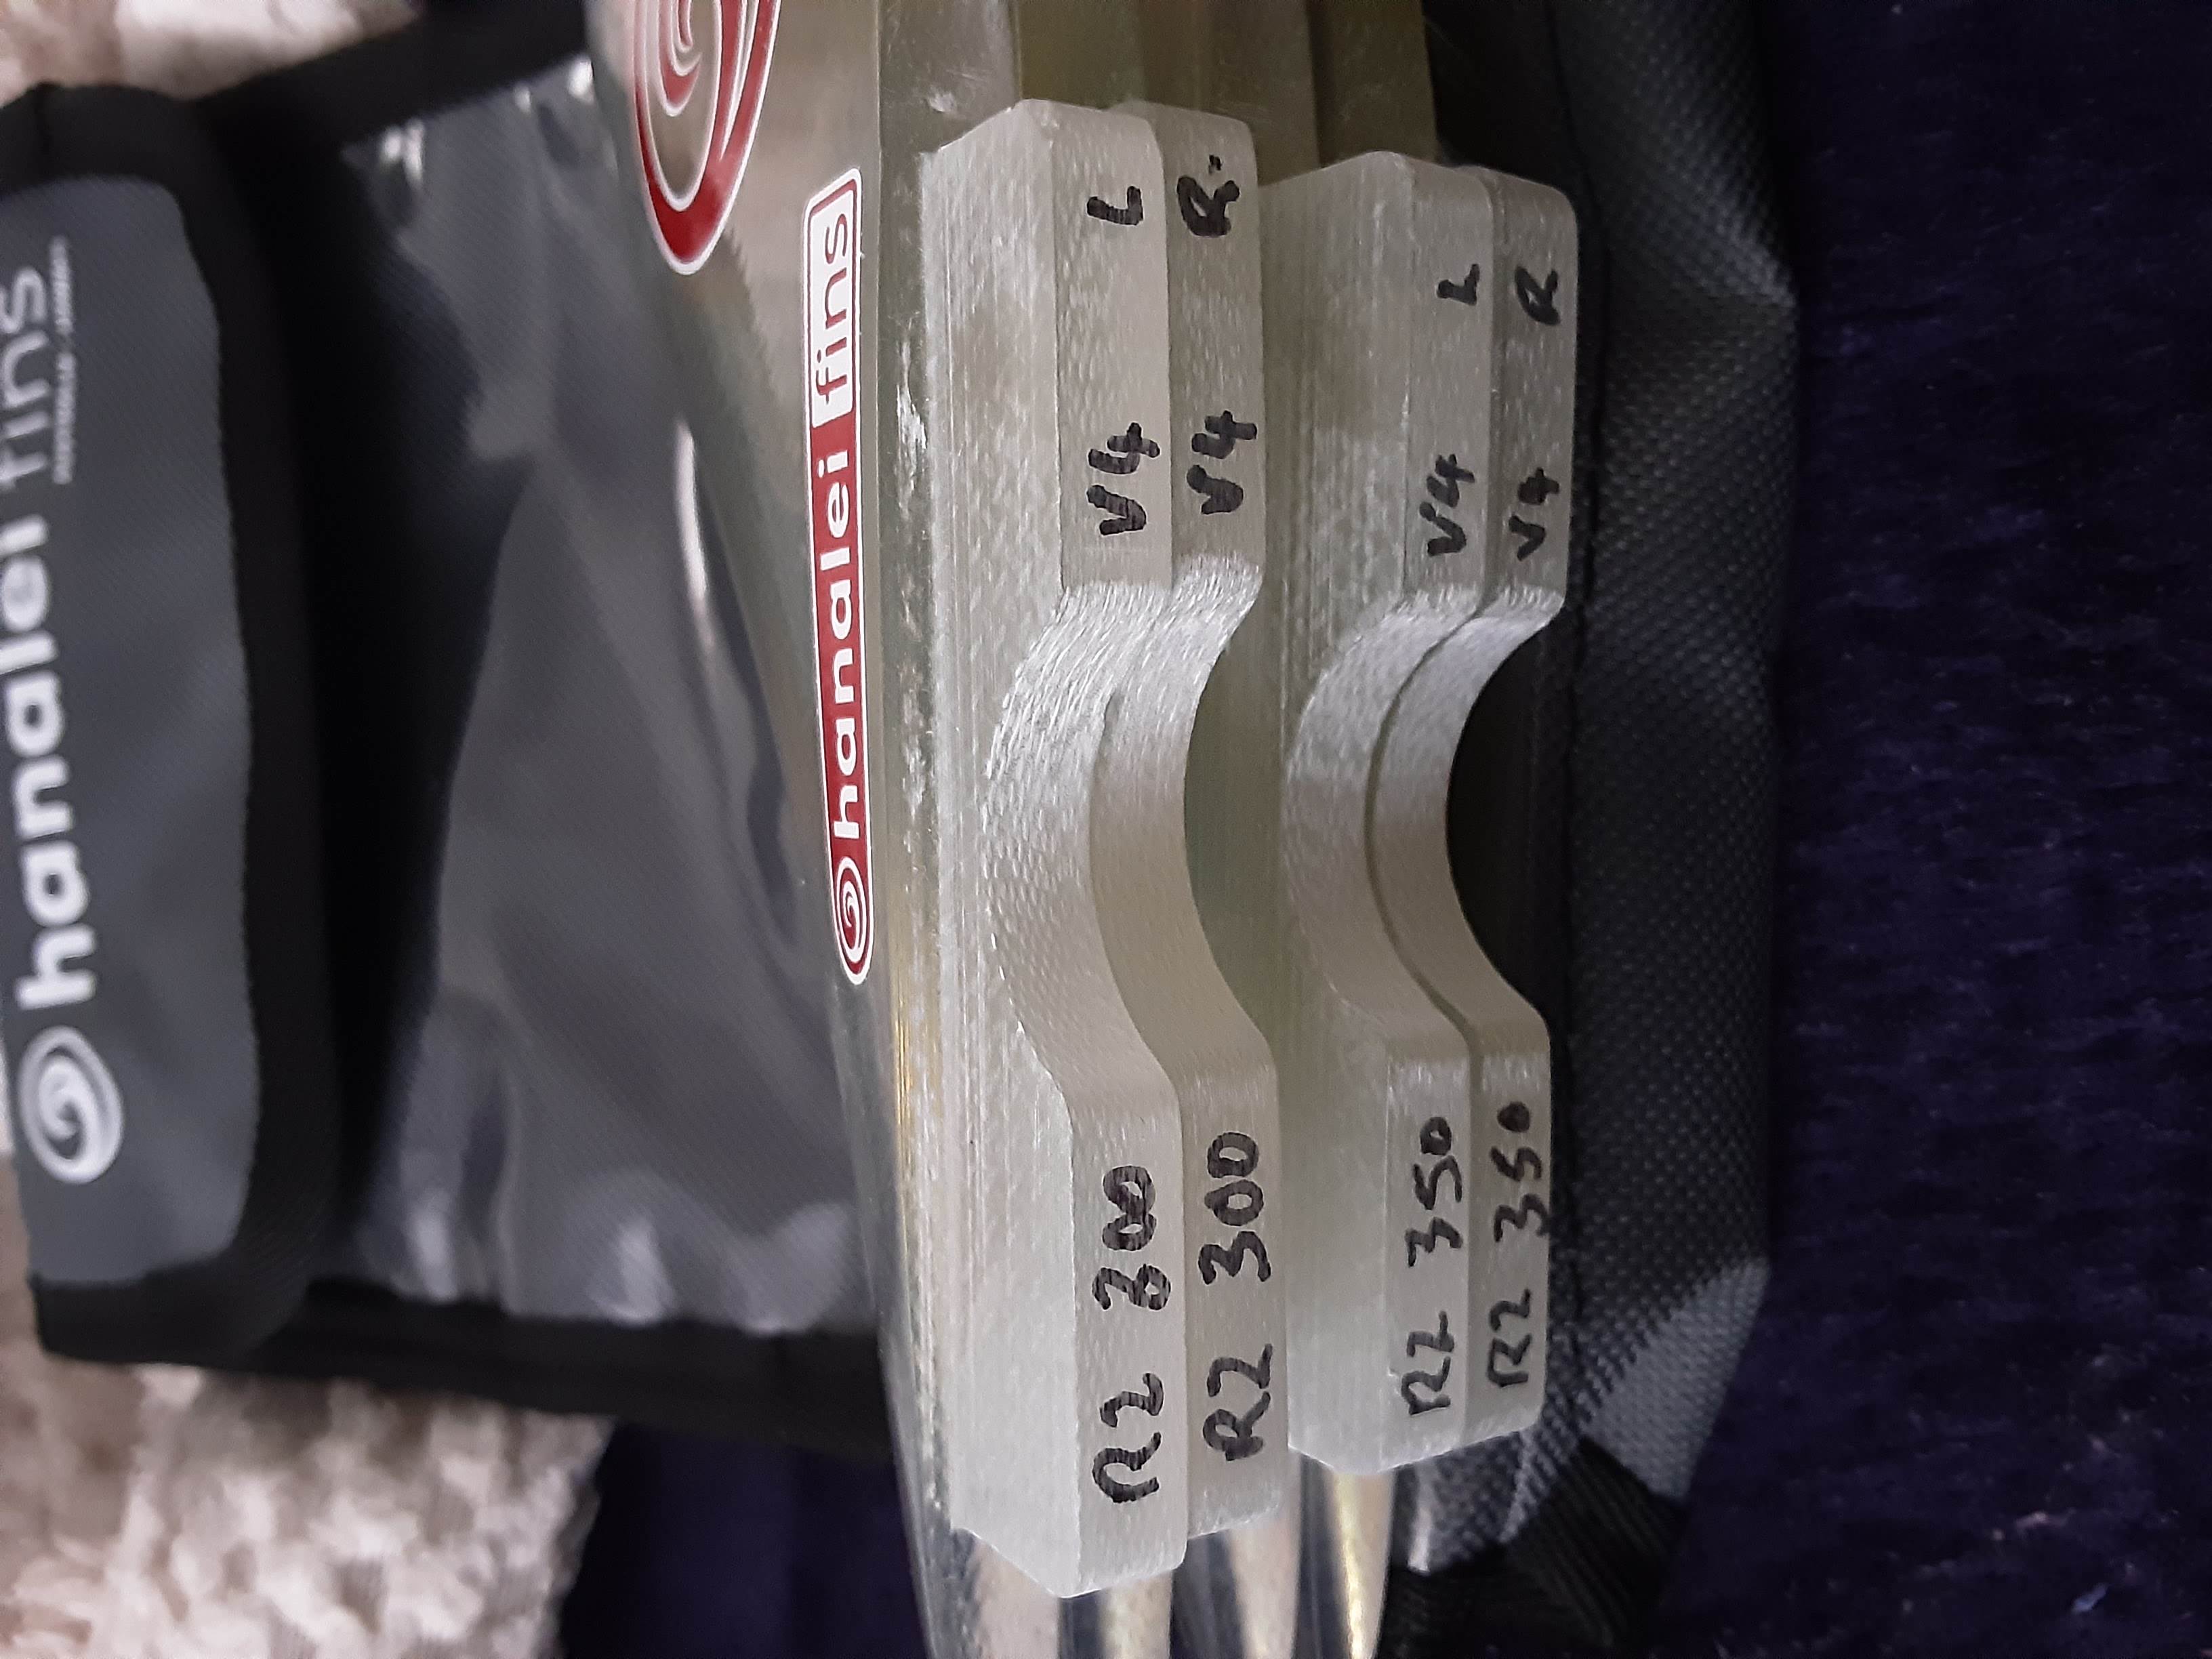 hanalei fins
hanalei fins
R2 300 V4 L
R2 300 V4 R.
R2 350 V4 L
R2 350 V4 R